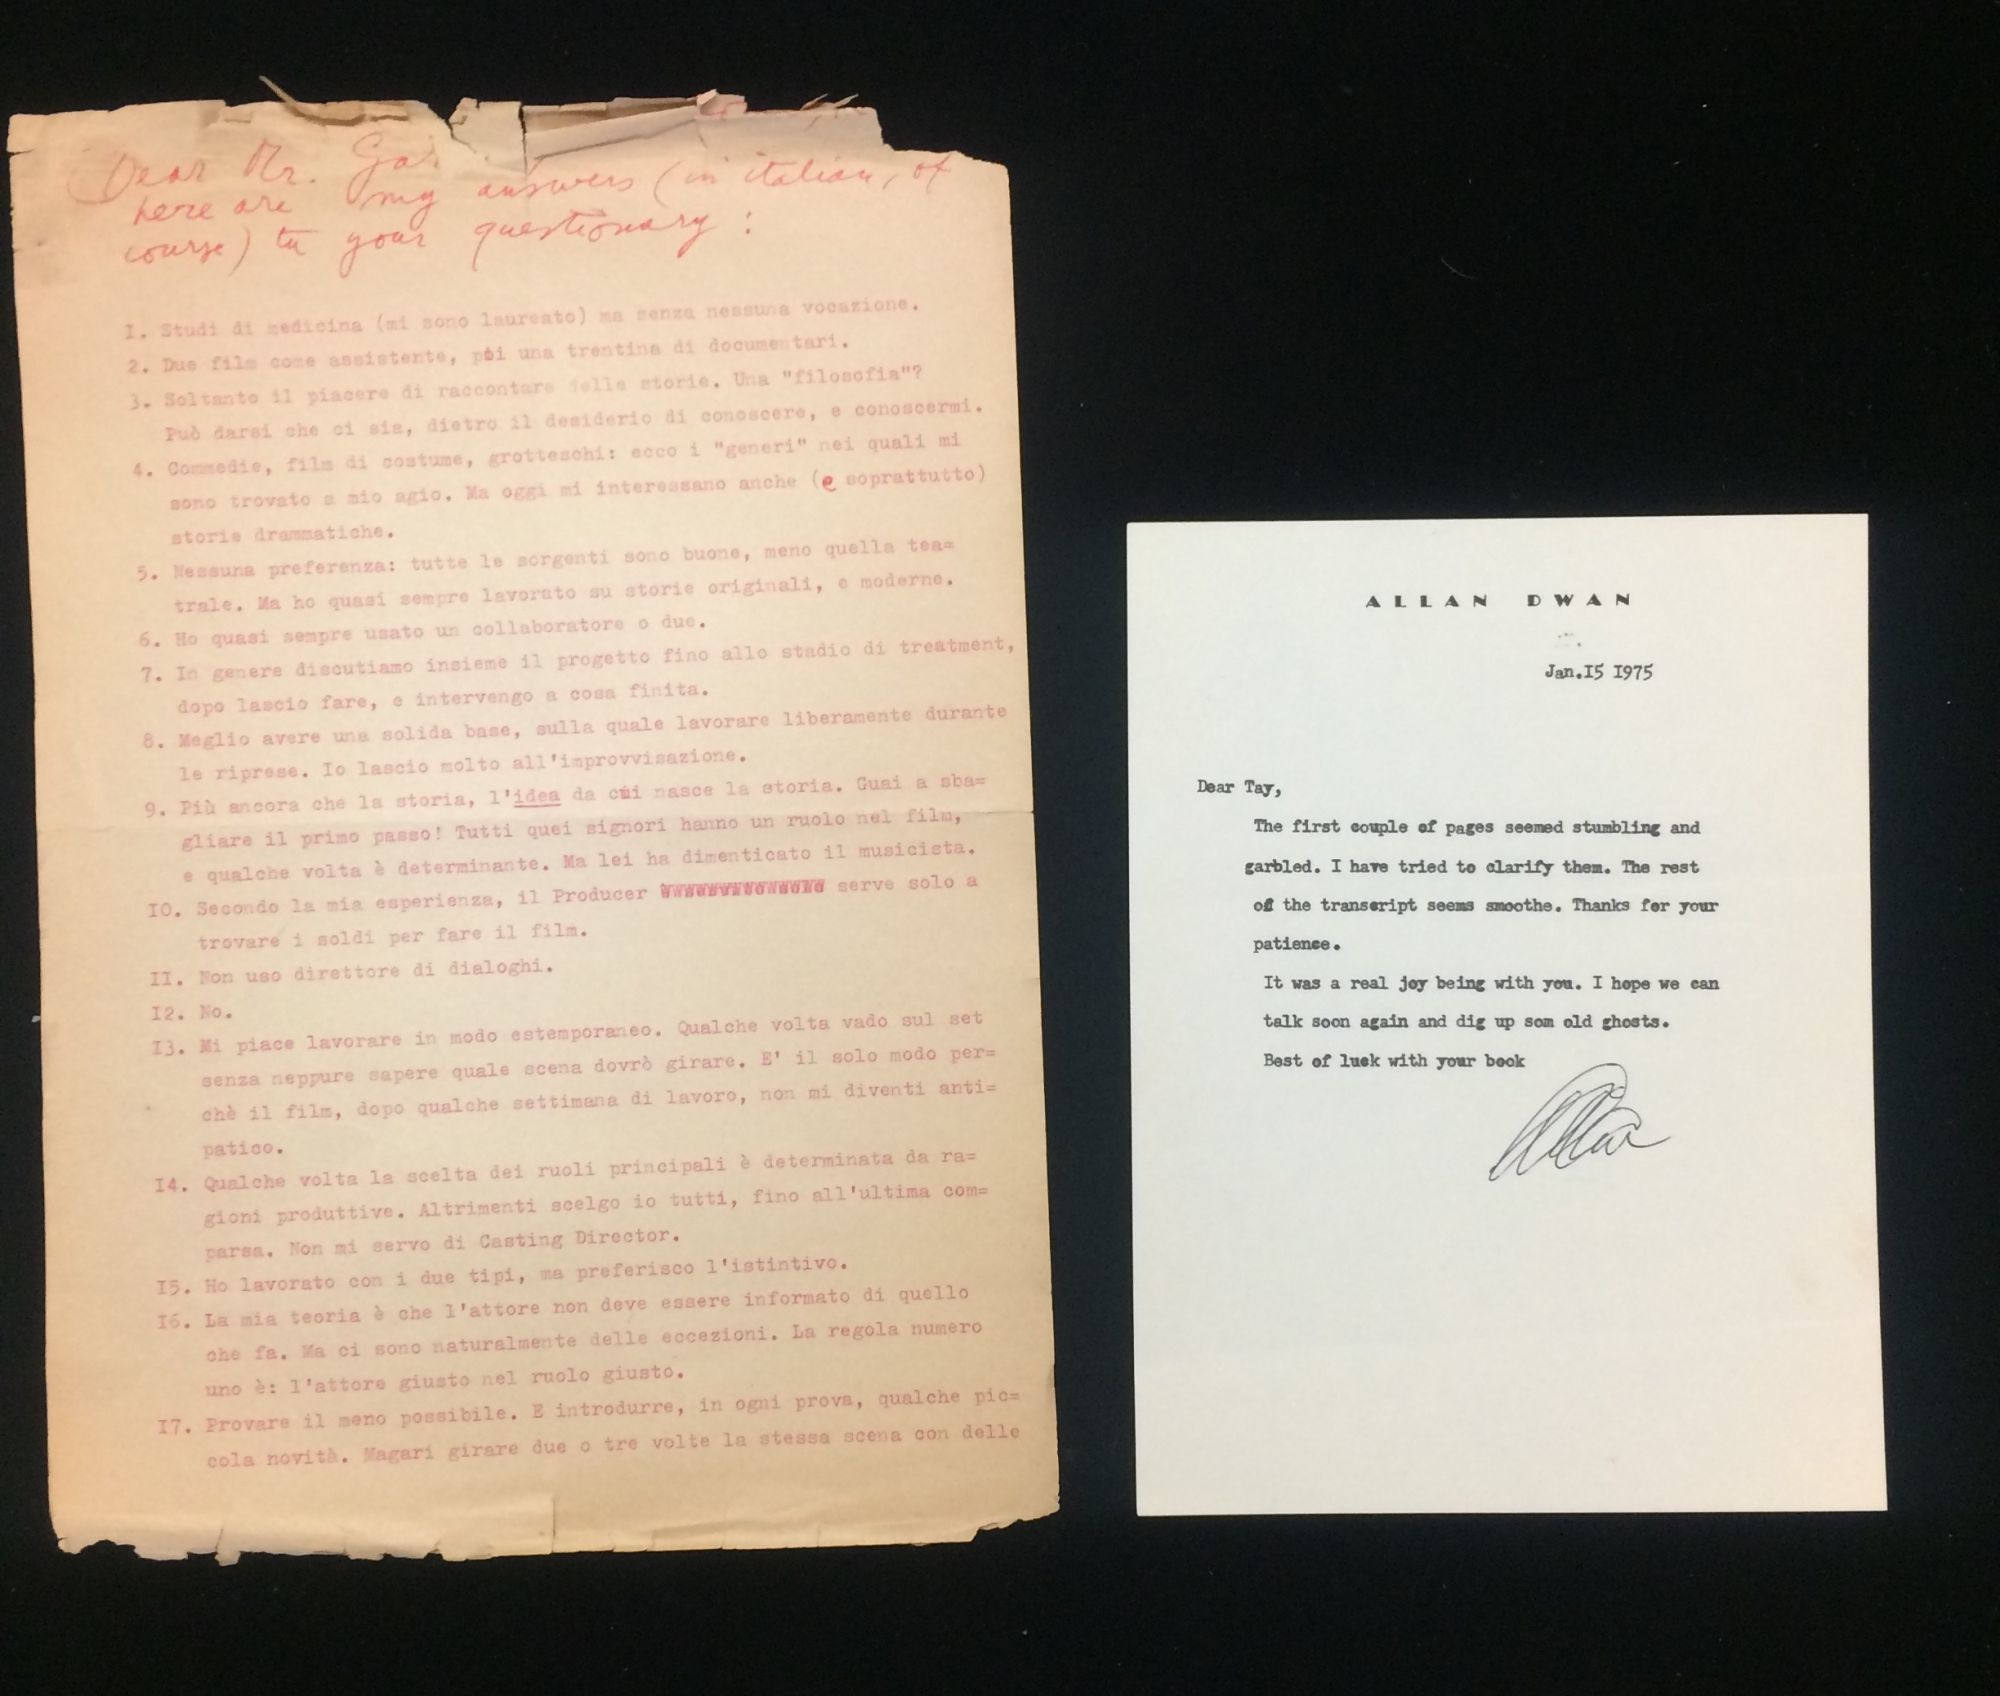 Dear Mr.
here are my answers (in italian, of
course) to your questionary:
I. Studi di medicina (mi sono laureato) ma senza nessuna vocazione.
2. Due film come assistente, poi una trentina di documentari.
3. Soltanto il piacere di raccontare delle storie. Una "filosofia"?
Può darsi che ci sia, dietro il desiderio di conoscere, e conoscermi.
4. Commedie, film di costume, grotteschi: ecco i "generi" nei quali mi
sono trovato a mio agio. Ma oggi mi interessano anche (e soprattutto)
storie drammatiche.
5. Nessuna preferenza: tutte le sorgenti sono buone, meno quella tea=
trale. Ma ho quasi sempre lavorato su storie originali, e moderne.
6. Ho quasi sempre usato un collaboratore o due.
7. In genere discutiamo insieme il progetto fino allo stadio di treatment,
dopo lascio fare, e intervengo a cosa finita.
8. Meglio avere una solida base, sulla quale lavorare liberamente durante
le riprese. Io lascio molto all'improvvisazione.
9. Più ancora che la storia, l'idea da cui nasce la storia. Guai a sba=
gliare il primo passo! Tutti quei signori hanno un ruolo nel film,
e qualche volta è determinante. Ma lei ha dimenticato il musicista.
IO. Secondo la mia esperienza, il Producer serve solo a
trovare i soldi per fare il film.
II. Non uso direttore di dialoghi.
I2. No.
I3. Mi piace lavorare in modo estemporaneo. Qualche volta vado sul set
senza neppure sapere quale scena dovrò girare. E' il solo modo per=
chè il film, dopo qualche settimana di lavoro, non mi diventi anti=
patico.
I4. Qualche volta la scelta dei ruoli principali è determinata da ra=
gioni produttive. Altrimenti scelgo io tutti, fino all'ultima com=
parsa. Non mi servo di Casting Director.
I5. Ho lavorato con i due tipi, ma preferisco l'istintivo.
I6. La mia teoria è che l'attore non deve essere informato di quello
che fa. Ma ci sono naturalmente delle eccezioni. La regola numero
uno è: l'attore giusto nel ruolo giusto.
I7. Provare il meno possibile. E introdurre, in ogni prova, qualche pic=
cola novità. Magari girare due o tre volte la stessa scena con delle
ALLAN DWAN
Jan.I5 I975
Dear Tay,
The first couple of pages seemed stumbling and
garbled. I have tried to clarify them. The rest
of the transcript seems smoothe. Thanks for your
patience.
It was a real joy being with you. I hope we can
talk soon again and dig up som old ghosts.
Best of luck with your book
Allan